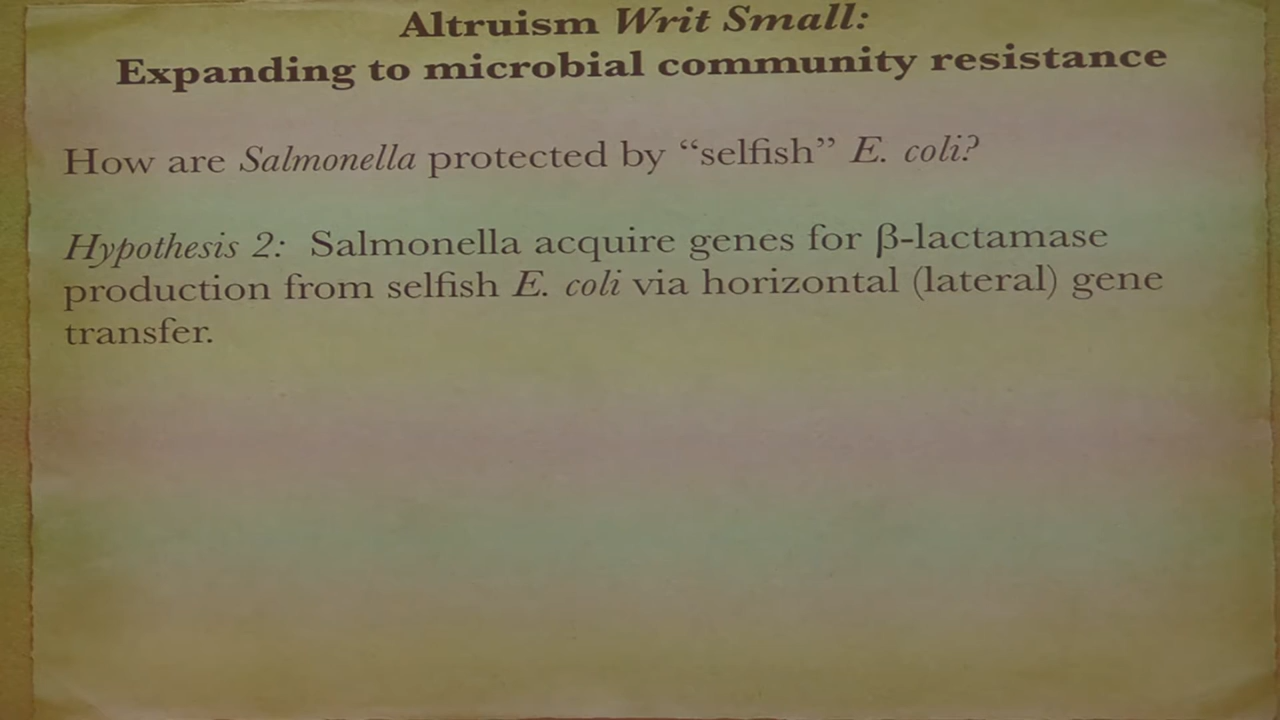 Altruism Writ Small:
Expanding to microbial community resistance
How are Salmonella protected by “selfish” E. coli?
Hypothesis 2: Salmonella acquire genes for β-lactamase
production from selfish E. coli via horizontal (lateral) gene
transfer.